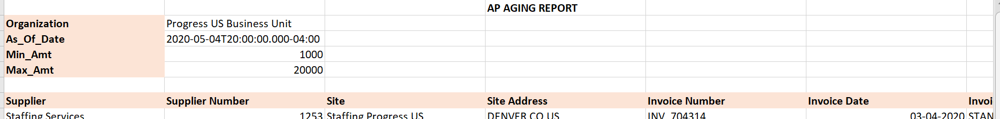 AP AGING REPORT
Organization Progress US Business Unit
As_Of_Date 2020-05-04T20:00:00.000-04:00
Min_Amt 1000
Max_Amt 20000
Supplier Supplier Number Site Site Address Invoice Number Invoice Date Invoi
Staffing Services 1253 Staffing Progress US DENVER CO US INV_704314 03-04-2020 STAN